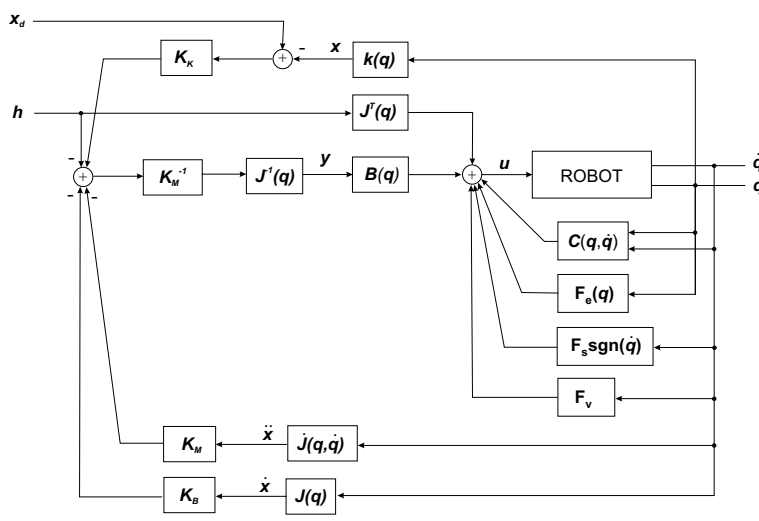 x_d
K_K
–
x
k(q)
h
J^T(q)
–
K_M^-1
J^-1(q)
y
B(q)
u
ROBOT
q̇
q
–
–
C(q,q̇)
F_e(q)
F_s sgn(q̇)
F_v
K_M
ẍ
J̇(q,q̇)
K_B
ẋ
J(q)